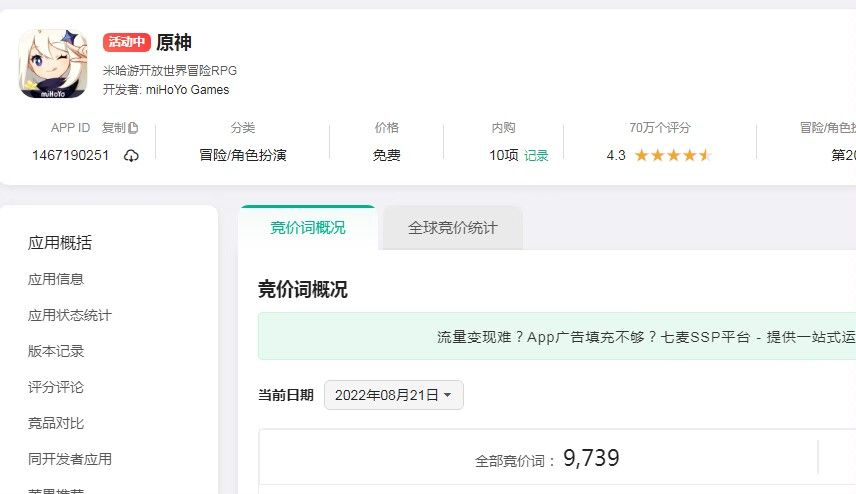 活动中 原神
米哈游开放世界冒险RPG
开发者: miHoYo Games
miHoYo
APP ID 复制 分类 价格 内购 70万个评分 冒险/角色扮
1467190251 冒险/角色扮演 免费 10项 记录 4.3 第20
竞价词概况 全球竞价统计
应用概括
应用信息
应用状态统计
版本记录
评分评论
竞品对比
同开发者应用
苹果推荐
竞价词概况
流量变现难？App广告填充不够？七麦SSP平台 - 提供一站式运
当前日期 2022年08月21日
全部竞价词： 9,739